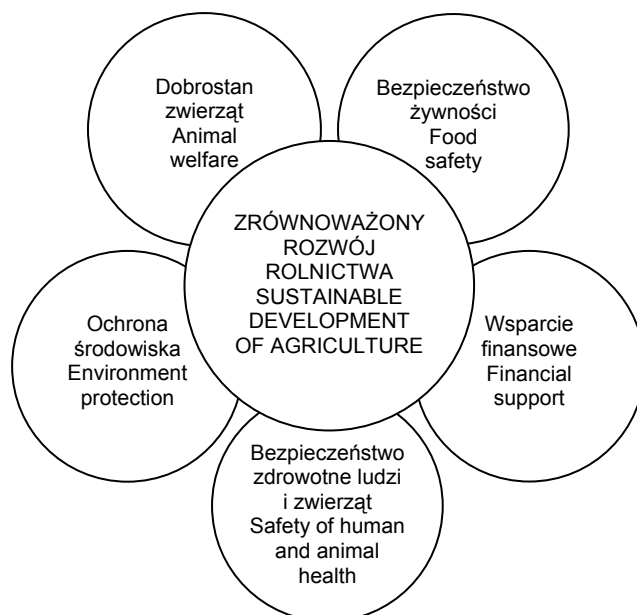 Dobrostan
zwierząt
Animal
welfare
Bezpieczeństwo
żywności
Food
safety
ZRÓWNOWAŻONY
ROZWÓJ
ROLNICTWA
SUSTAINABLE
DEVELOPMENT
OF AGRICULTURE
Ochrona
środowiska
Environment
protection
Wsparcie
finansowe
Financial
support
Bezpieczeństwo
zdrowotne ludzi
i zwierząt
Safety of human
and animal
health